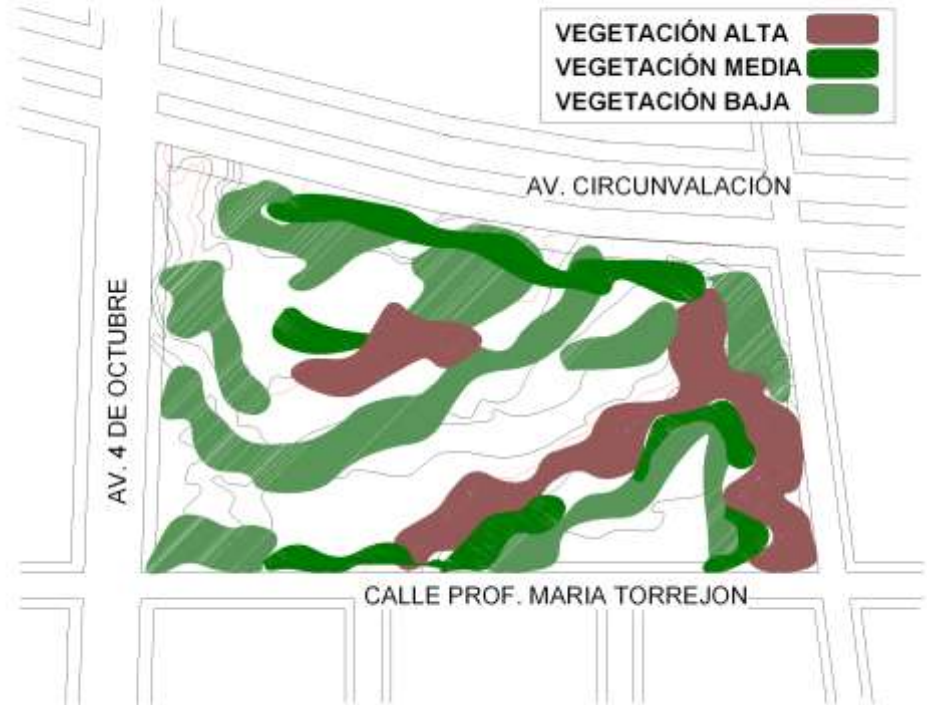 VEGETACIÓN ALTA
VEGETACIÓN MEDIA
VEGETACIÓN BAJA
AV. CIRCUNVALACIÓN
AV. 4 DE OCTUBRE
CALLE PROF. MARIA TORREJON